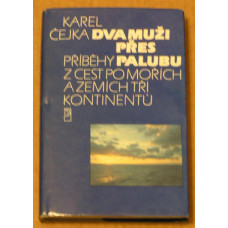 KAREL
ČEJKA DVA MUŽI
PŘES
PŘÍBĚHY PALUBU
Z CEST PO MOŘÍCH
A ZEMÍCH TŘÍ
KONTINENTŮ